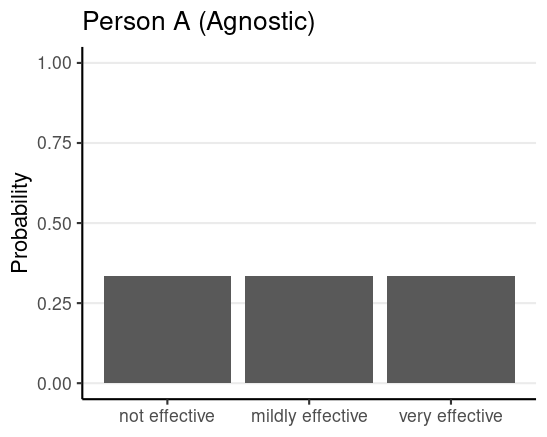 Person A (Agnostic)
Probability
1.00
0.75
0.50
0.25
0.00
not effective
mildly effective
very effective